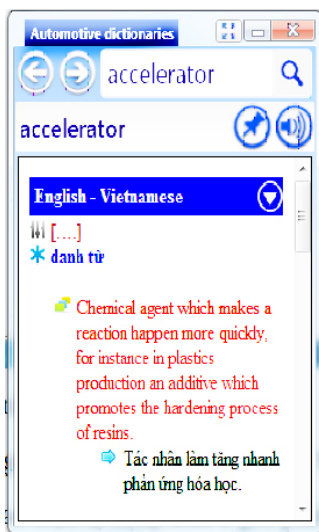 Automotive dictionaries
accelerator
accelerator
English - Vietnamese
[....]
danh từ
Chemical agent which makes a
reaction happen more quickly,
for instance in plastics
production an additive which
promotes the hardening process
of resins.
Tác nhân làm tăng nhanh
phản ứng hóa học.